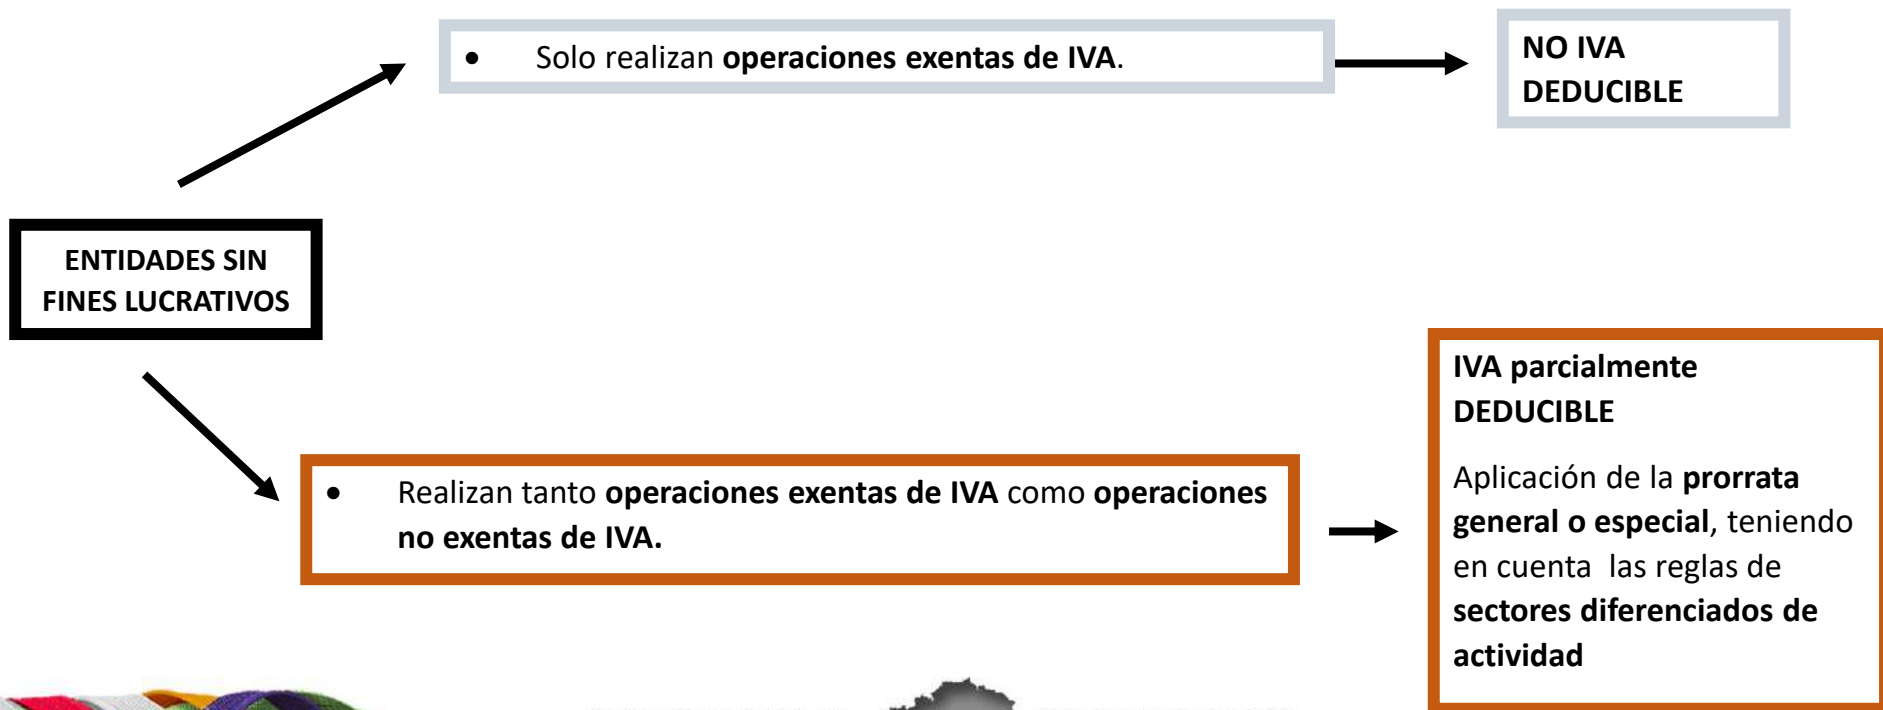 • Solo realizan operaciones exentas de IVA.
NO IVA
DEDUCIBLE
ENTIDADES SIN
FINES LUCRATIVOS
• Realizan tanto operaciones exentas de IVA como operaciones
no exentas de IVA.
IVA parcialmente
DEDUCIBLE
Aplicación de la prorrata
general o especial, teniendo
en cuenta las reglas de
sectores diferenciados de
actividad